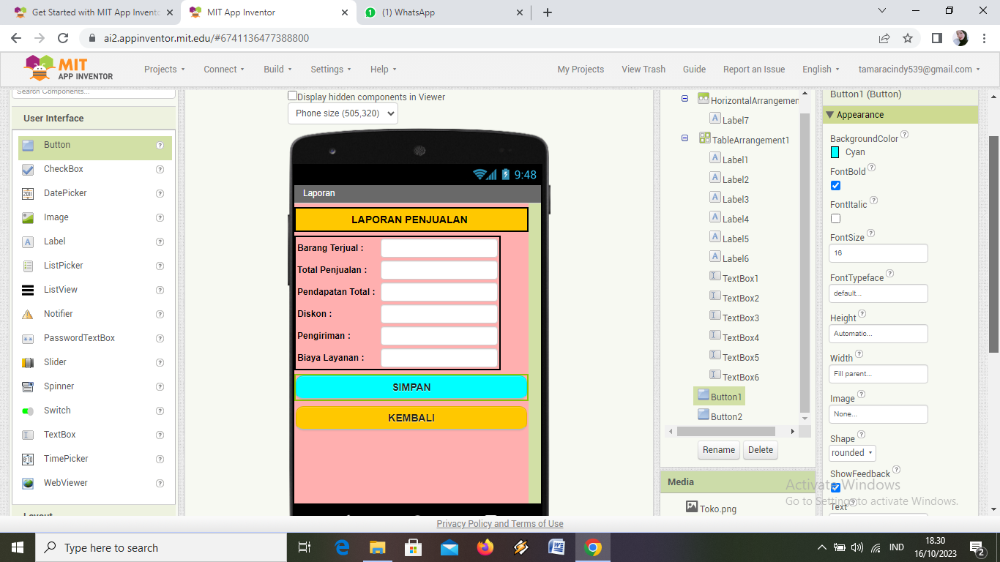 Get Started with MIT App Invento
MIT App Inventor
(1) WhatsApp
ai2.appinventor.mit.edu/#6741136477388800
MIT
APP INVENTOR
Projects
Connect
Build
Settings
Help
My Projects
View Trash
Guide
Report an Issue
English
tamaracindy539@gmail.com
Search Components...
User Interface
Button
CheckBox
DatePicker
Image
Label
ListPicker
ListView
Notifier
PasswordTextBox
Slider
Spinner
Switch
TextBox
TimePicker
WebViewer
Layout
Display hidden components in Viewer
Phone size (505,320)
9:48
Laporan
LAPORAN PENJUALAN
Barang Terjual :
Total Penjualan :
Pendapatan Total :
Diskon :
Pengiriman :
Biaya Layanan :
SIMPAN
KEMBALI
HorizontalArrangemen
Label7
TableArrangement1
Label1
Label2
Label3
Label4
Label5
Label6
TextBox1
TextBox2
TextBox3
TextBox4
TextBox5
TextBox6
Button1
Button2
Rename Delete
Media
Toko.png
Button1 (Button)
Appearance
BackgroundColor
Cyan
FontBold
FontItalic
FontSize
16
FontTypeface
default...
Height
Automatic...
Width
Fill parent...
Image
None...
Shape
rounded
ShowFeedback
Text
Activate Windows
Go to Settings to activate Windows.
Privacy Policy and Terms of Use
Type here to search
IND
18.30
16/10/2023
2